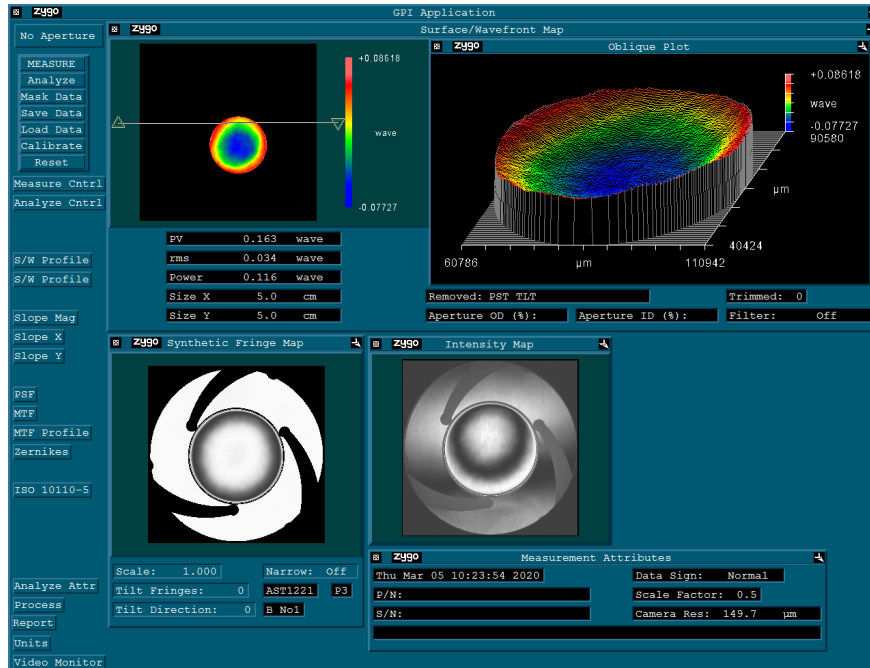 zygo GPI Application
No Aperture
MEASURE
Analyze
Mask Data
Save Data
Load Data
Calibrate
Reset
Measure Cntrl
Analyze Cntrl
S/W Profile
S/W Profile
Slope Mag
Slope X
Slope Y
PSF
MTF
MTF Profile
Zernikes
ISO 10110-5
Analyze Attr
Process
Report
Units
Video Monitor
zygo Surface/Wavefront Map
+0.08618
wave
-0.07727
PV 0.163 wave
rms 0.034 wave
Power 0.116 wave
Size X 5.0 cm
Size Y 5.0 cm
zygo Oblique Plot
+0.08618
wave
-0.07727
90580
µm
40424
60786 µm 110942
Removed: PST TLT Trimmed: 0
Aperture OD (%): Aperture ID (%): Filter: Off
zygo Synthetic Fringe Map
Scale: 1.000 Narrow: Off
Tilt Fringes: 0 AST1221 P3
Tilt Direction: 0 B No1
zygo Intensity Map
zygo Measurement Attributes
Thu Mar 05 10:23:54 2020 Data Sign: Normal
P/N: Scale Factor: 0.5
S/N: Camera Res: 149.7 µm